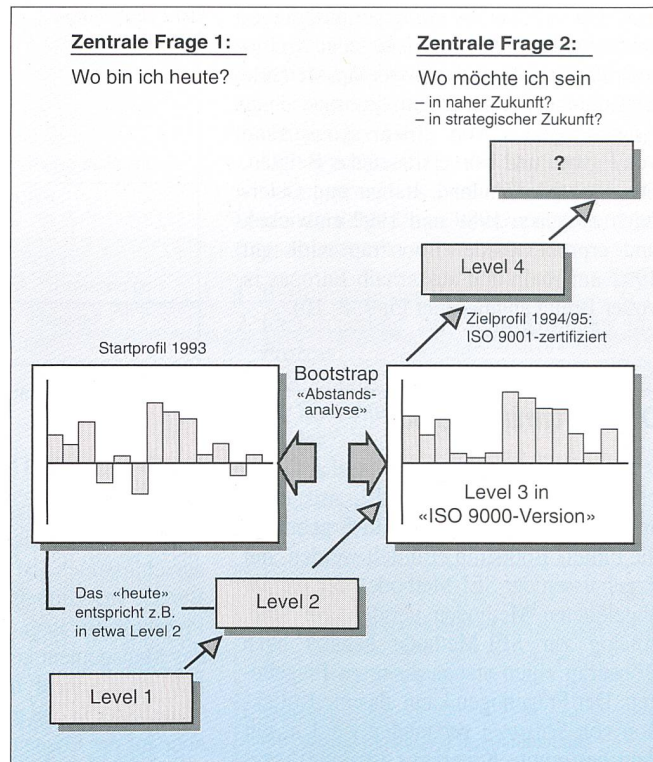 Zentrale Frage 1:
Wo bin ich heute?
Zentrale Frage 2:
Wo möchte ich sein
– in naher Zukunft?
– in strategischer Zukunft?
?
Level 4
Zielprofil 1994/95:
ISO 9001-zertifiziert
Startprofil 1993
Bootstrap
«Abstands-
analyse»
Level 3 in
«ISO 9000-Version»
Das «heute»
entspricht z.B.
in etwa Level 2
Level 2
Level 1